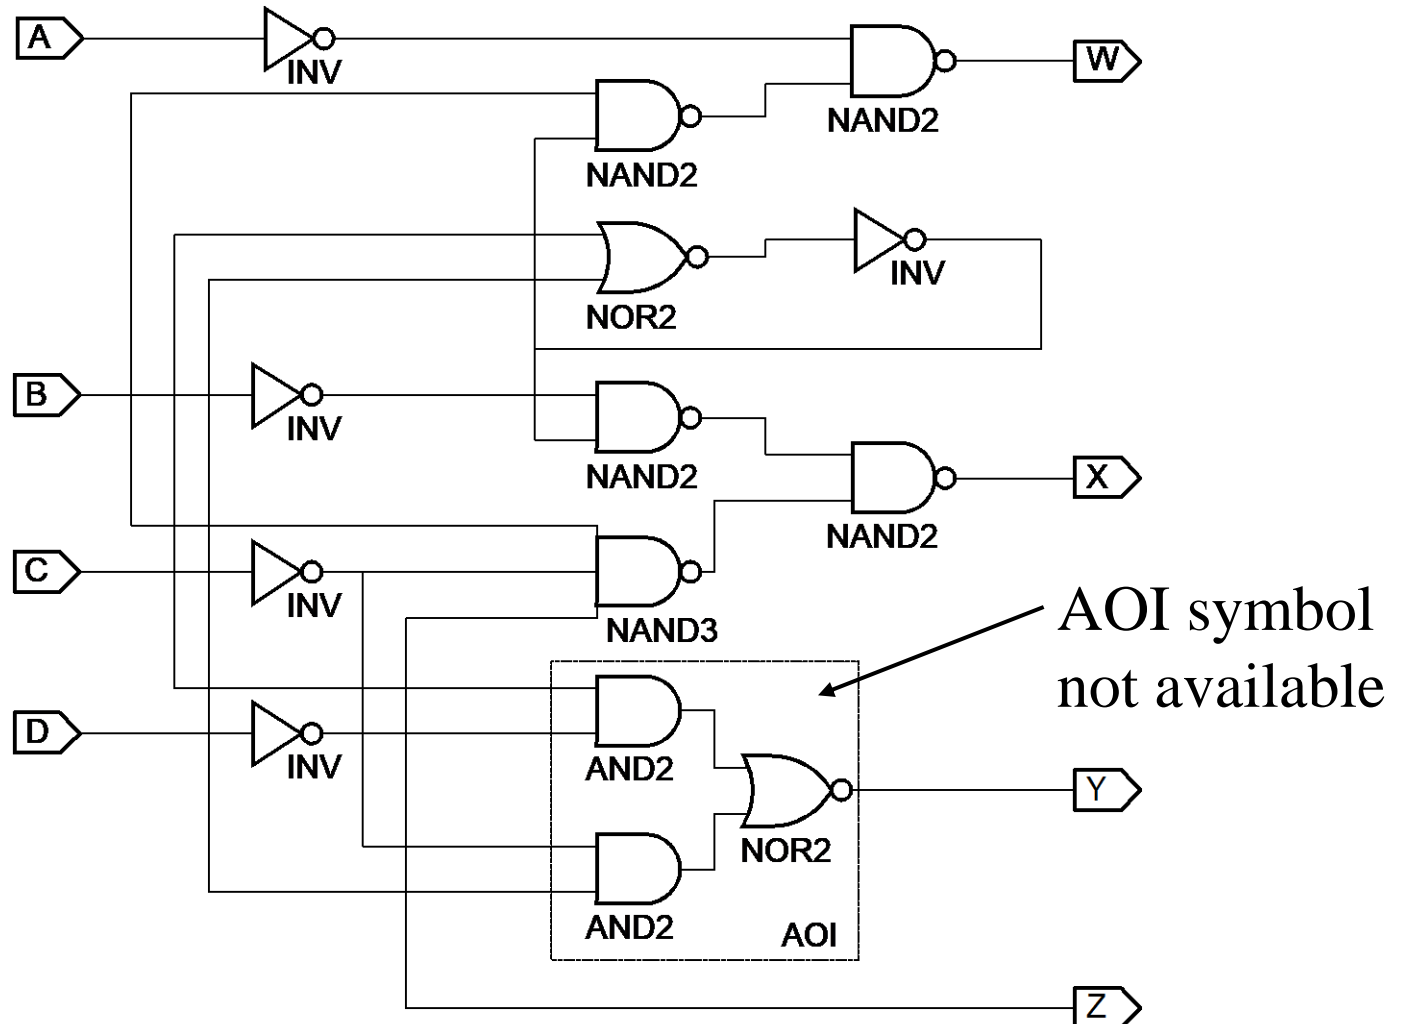 A
INV
NAND2
W
NAND2
NOR2
INV
B
INV
NAND2
NAND2
X
C
INV
NAND3
AOI symbol
not available
D
INV
AND2
NOR2
Y
AND2
AOI
Z